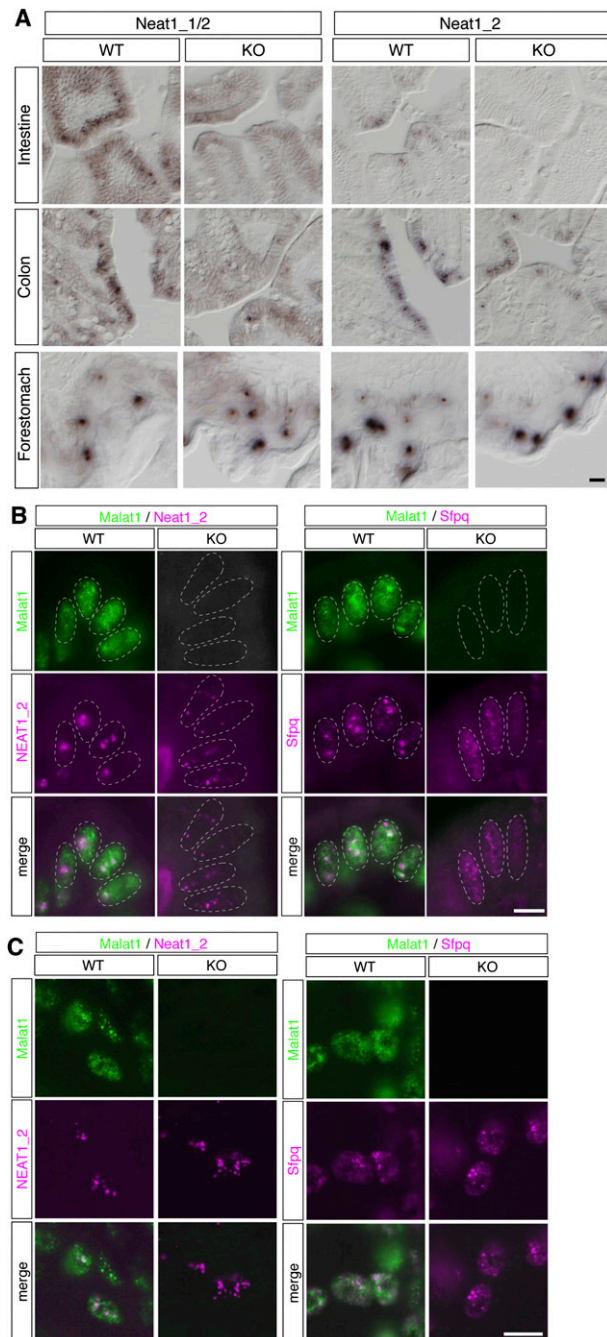 A
Neat1_1/2
Neat1_2
WT
KO
WT
KO
Intestine
Colon
Forestomach
B
Malat1 / Neat1_2
Malat1 / Sfpq
WT
KO
WT
KO
Malat1
Malat1
NEAT1_2
Sfpq
merge
merge
C
Malat1 / Neat1_2
Malat1 / Sfpq
WT
KO
WT
KO
Malat1
Malat1
NEAT1_2
Sfpq
merge
merge